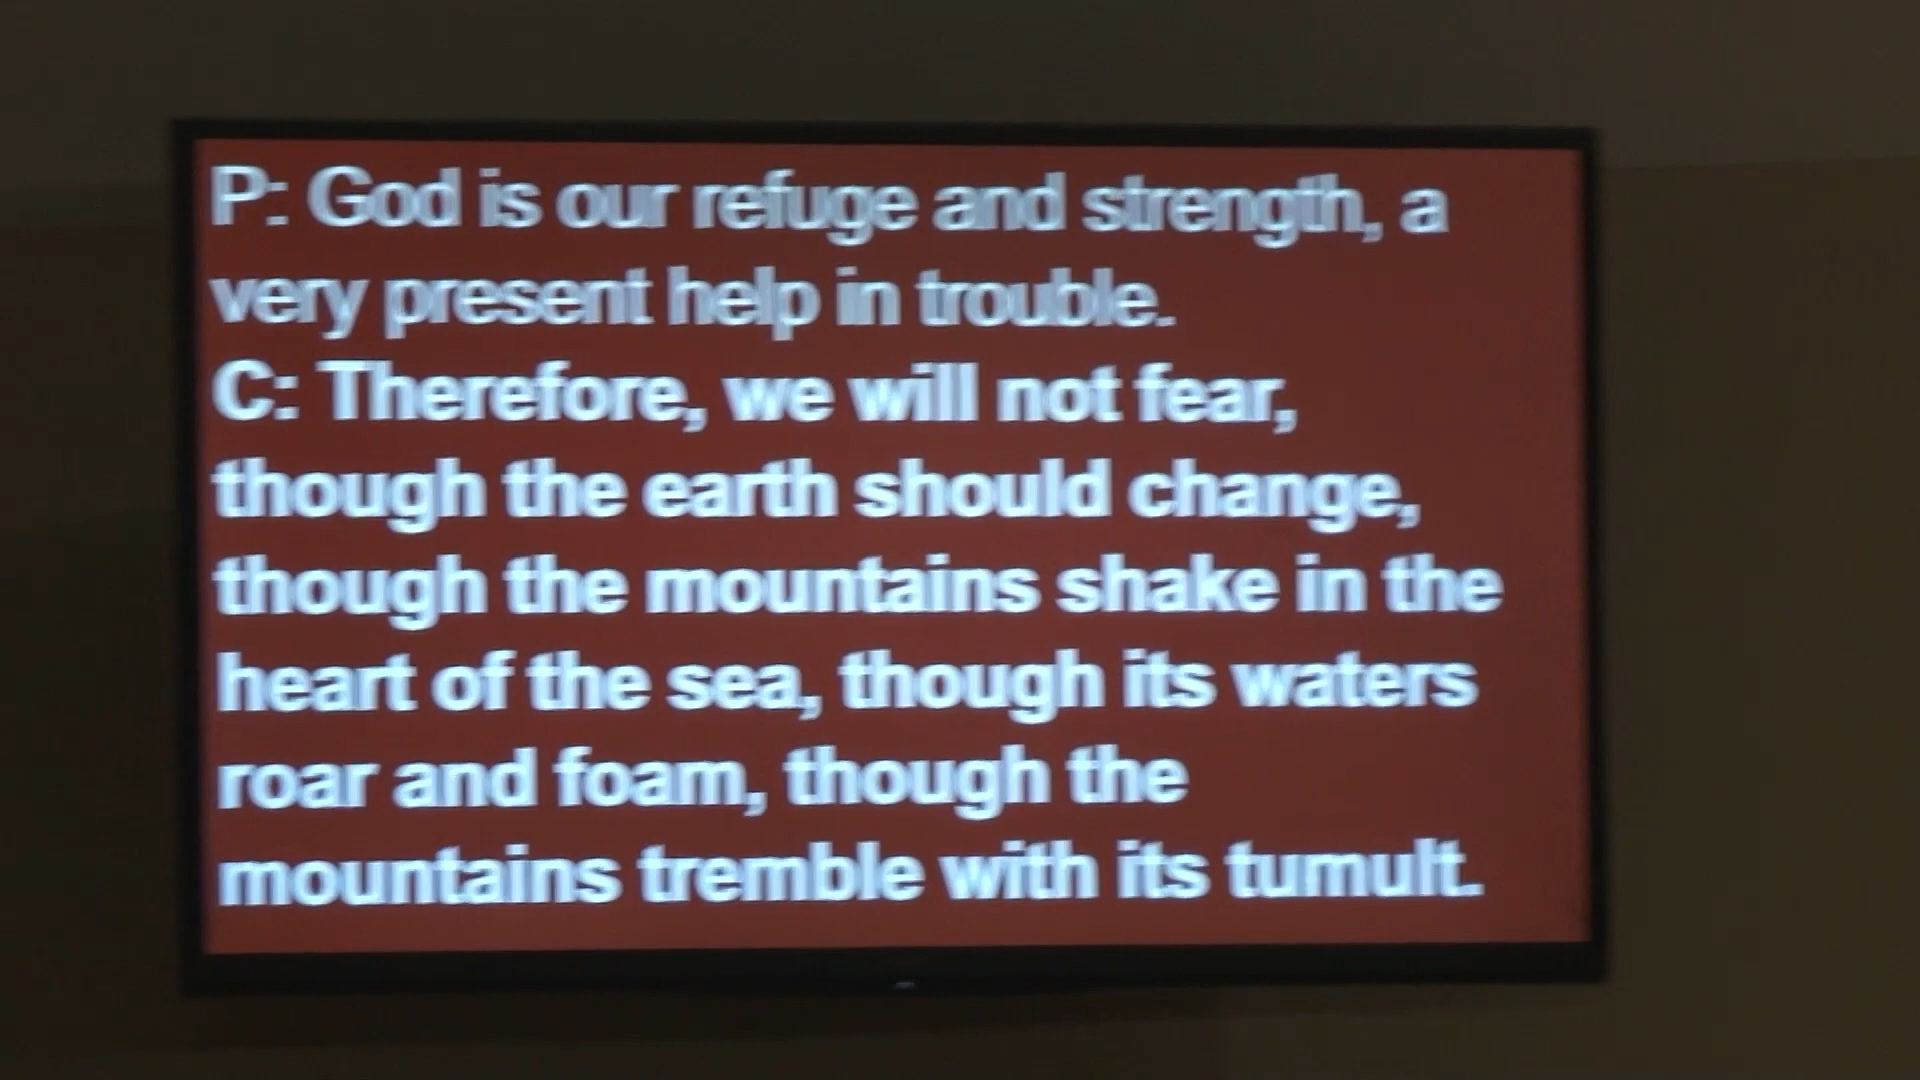 P: God is our refuge and strength, a
very present help in trouble.
C: Therefore, we will not fear,
though the earth should change,
though the mountains shake in the
heart of the sea, though its waters
roar and foam, though the
mountains tremble with its tumult.